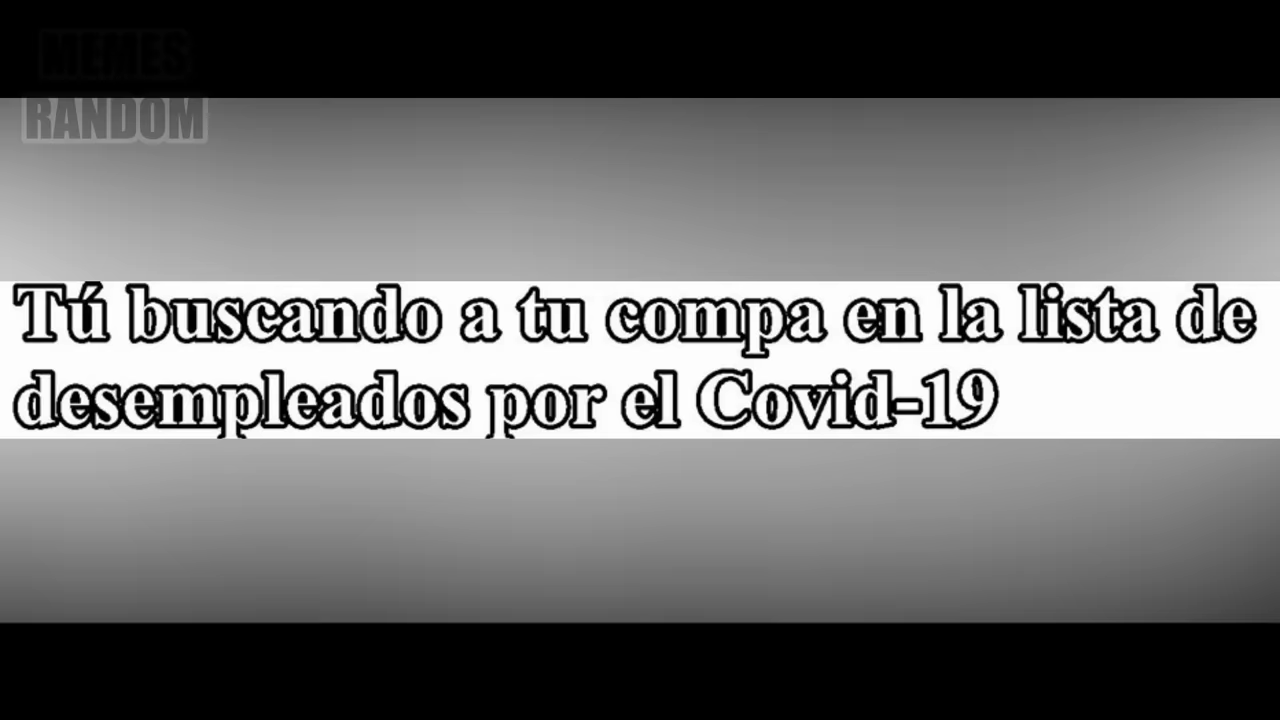 MEMES
RANDOM
Tú buscando a tu compa en la lista de
desempleados por el Covid-19